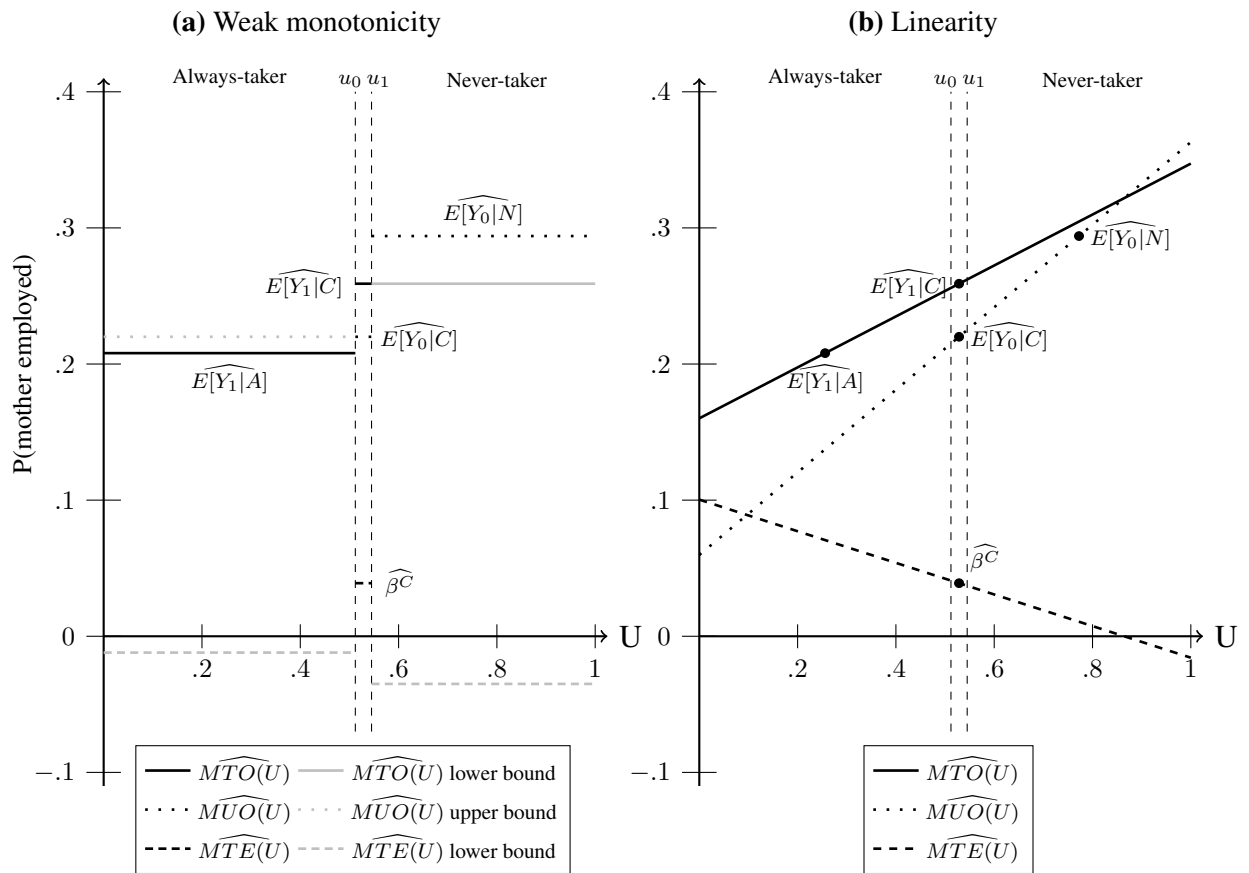 (a) Weak monotonicity
P(mother employed)
Always-taker
u0 u1
Never-taker
.4
.3
.2
.1
0
−.1
E[Y0|N]
E[Y1|C]
E[Y0|C]
E[Y1|A]
βC
.2
.4
.6
.8
1
U
MTO(U)
MTO(U) lower bound
MUO(U)
MUO(U) upper bound
MTE(U)
MTE(U) lower bound
(b) Linearity
Always-taker
u0 u1
Never-taker
.4
.3
.2
.1
0
−.1
E[Y0|N]
E[Y1|C]
E[Y0|C]
E[Y1|A]
βC
.2
.4
.6
.8
1
U
MTO(U)
MUO(U)
MTE(U)